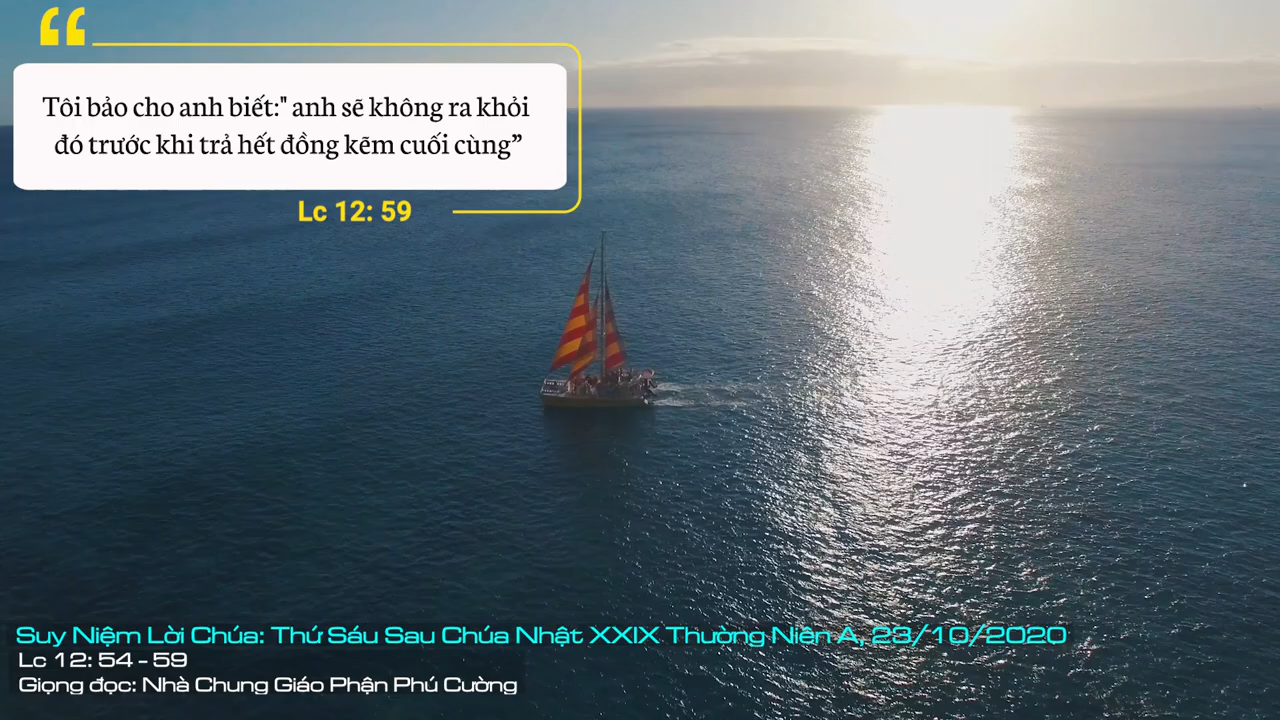 Tôi bảo cho anh biết:" anh sẽ không ra khỏi
đó trước khi trả hết đồng kẽm cuối cùng”
Lc 12: 59
Suy Niệm Lời Chúa: Thứ Sáu Sau Chúa Nhật XXIX Thường Niên A, 23/10/2020
Lc 12: 54 - 59
Giọng đọc: Nhà Chung Giáo Phận Phú Cường